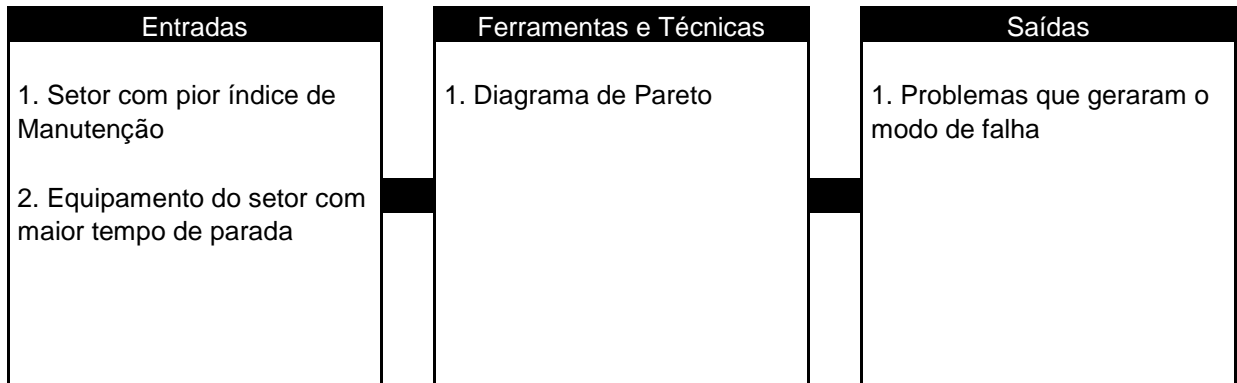 Entradas
1. Setor com pior índice de
Manutenção
2. Equipamento do setor com
maior tempo de parada
Ferramentas e Técnicas
1. Diagrama de Pareto
Saídas
1. Problemas que geraram o
modo de falha